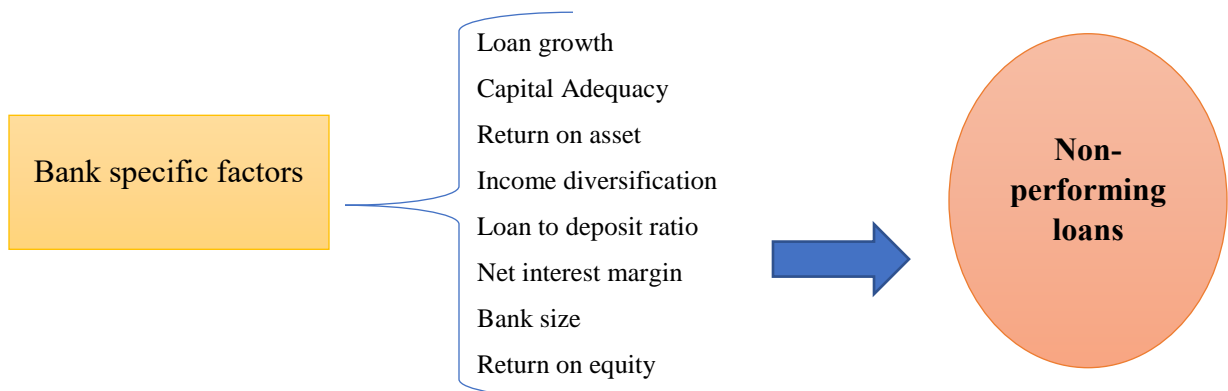 Bank specific factors
Loan growth
Capital Adequacy
Return on asset
Income diversification
Loan to deposit ratio
Net interest margin
Bank size
Return on equity
Non-
performing
loans